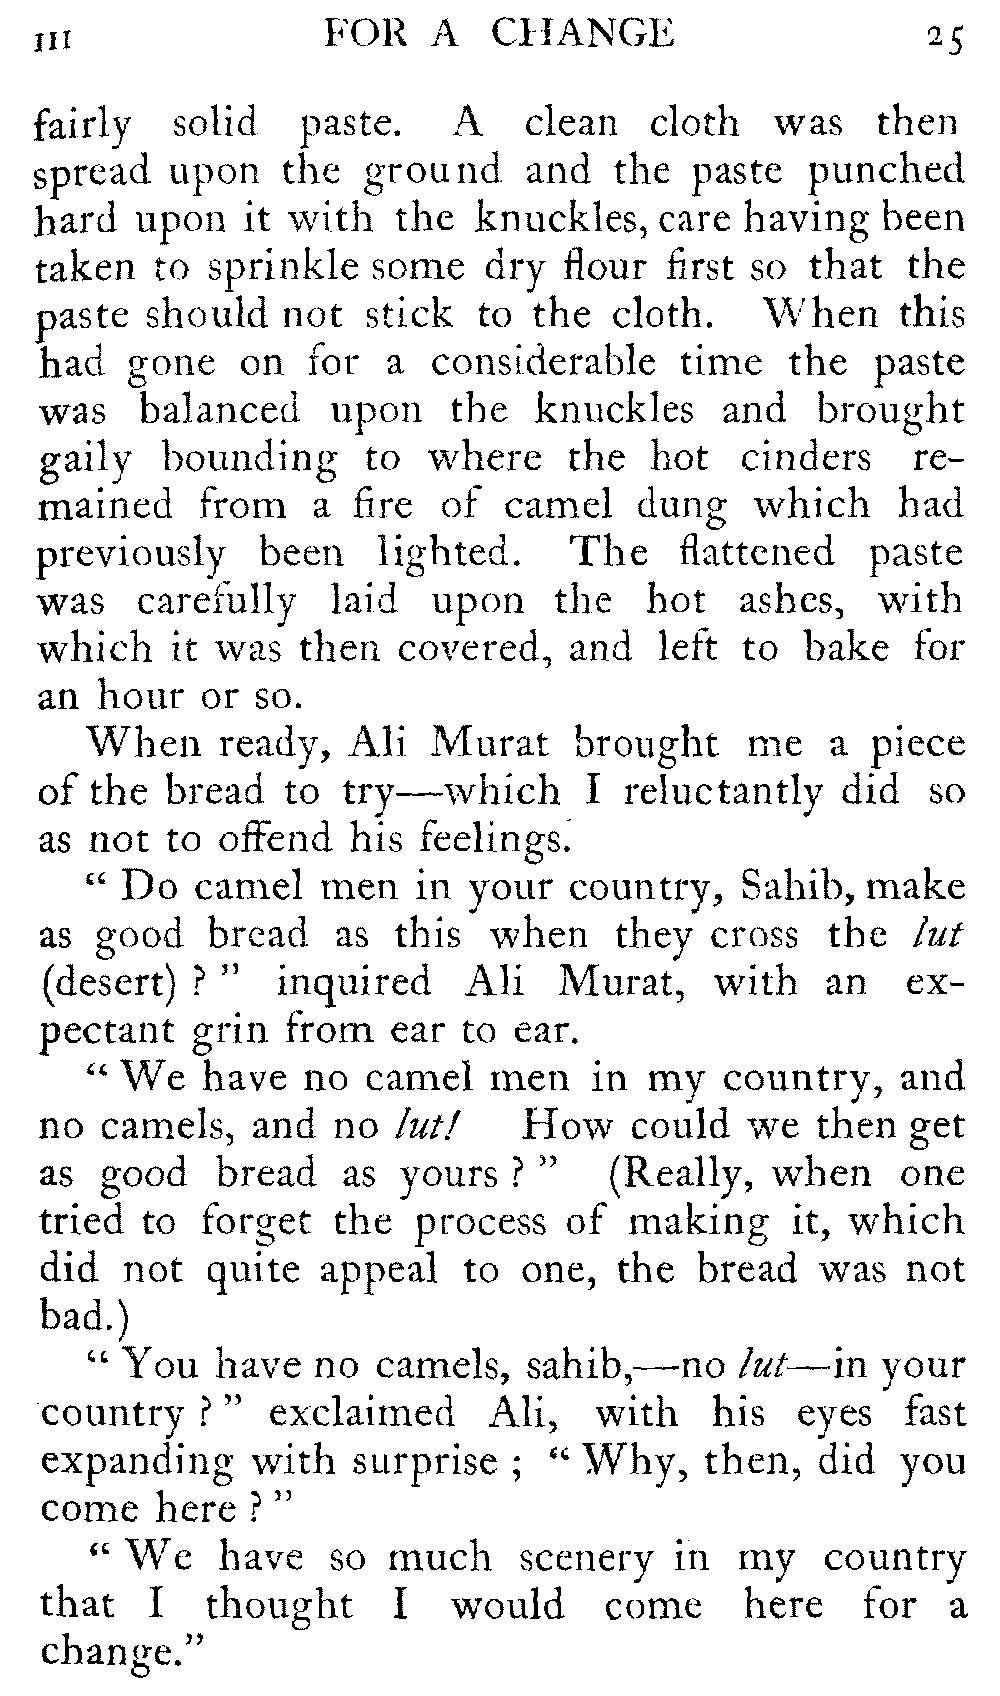 III FOR A CHANGE 25
fairly solid paste. A clean cloth was then
spread upon the ground and the paste punched
hard upon it with the knuckles, care having been
taken to sprinkle some dry flour first so that the
paste should not stick to the cloth. When this
had gone on for a considerable time the paste
was balanced upon the knuckles and brought
gaily bounding to where the hot cinders re-
mained from a fire of camel dung which had
previously been lighted. The flattened paste
was carefully laid upon the hot ashes, with
which it was then covered, and left to bake for
an hour or so.
When ready, Ali Murat brought me a piece
of the bread to try—which I reluctantly did so
as not to offend his feelings.
“ Do camel men in your country, Sahib, make
as good bread as this when they cross the lut
(desert) ? ” inquired Ali Murat, with an ex-
pectant grin from ear to ear.
“ We have no camel men in my country, and
no camels, and no lut! How could we then get
as good bread as yours ? ” (Really, when one
tried to forget the process of making it, which
did not quite appeal to one, the bread was not
bad.)
“ You have no camels, sahib,—no lut—in your
country ? ” exclaimed Ali, with his eyes fast
expanding with surprise ; “ Why, then, did you
come here ? ”
“ We have so much scenery in my country
that I thought I would come here for a
change.”